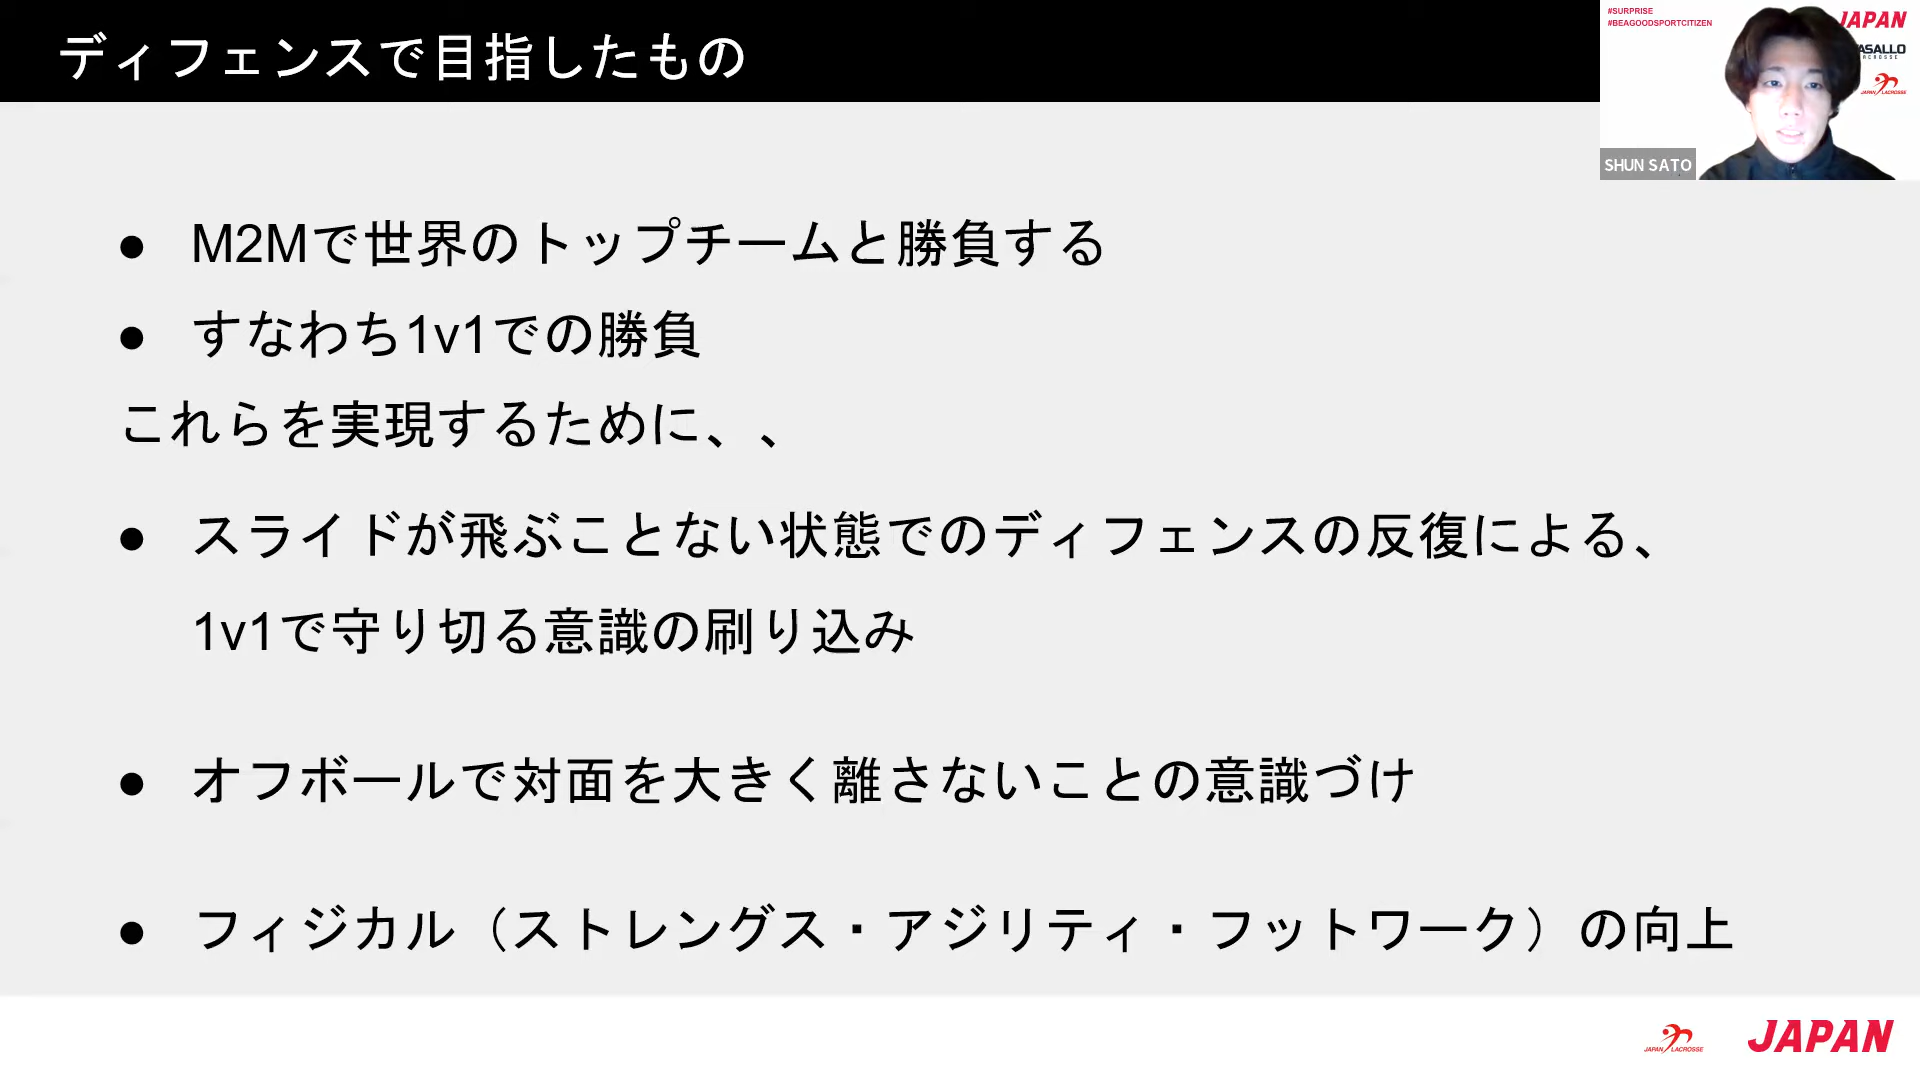 ディフェンスで目指したもの
#SURPRISE
#BEAGOODSPORTCITIZEN
JAPAN
ASALLO
LACROSSE
JAPAN LACROSSE
SHUN SATO
● M2Mで世界のトップチームと勝負する
● すなわち1v1での勝負
これらを実現するために、、
● スライドが飛ぶことない状態でのディフェンスの反復による、
1v1で守り切る意識の刷り込み
● オフボールで対面を大きく離さないことの意識づけ
● フィジカル（ストレングス・アジリティ・フットワーク）の向上
JAPAN LACROSSE
JAPAN